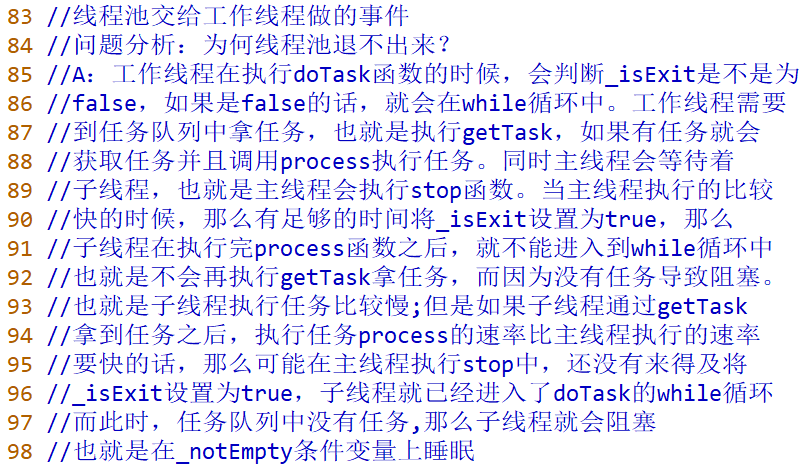 83 //线程池交给工作线程做的事件
84 //问题分析：为何线程池退不出来？
85 //A：工作线程在执行doTask函数的时候，会判断_isExit是不是为
86 //false，如果是false的话，就会在while循环中。工作线程需要
87 //到任务队列中拿任务，也就是执行getTask，如果有任务就会
88 //获取任务并且调用process执行任务。同时主线程会等待着
89 //子线程，也就是主线程会执行stop函数。当主线程执行的比较
90 //快的时候，那么有足够的时间将_isExit设置为true，那么
91 //子线程在执行完process函数之后，就不能进入到while循环中
92 //也就是不会再执行getTask拿任务，而因为没有任务导致阻塞。
93 //也就是子线程执行任务比较慢;但是如果子线程通过getTask
94 //拿到任务之后，执行任务process的速率比主线程执行的速率
95 //要快的话，那么可能在主线程执行stop中，还没有来得及将
96 //_isExit设置为true，子线程就已经进入了doTask的while循环
97 //而此时，任务队列中没有任务,那么子线程就会阻塞
98 //也就是在_notEmpty条件变量上睡眠